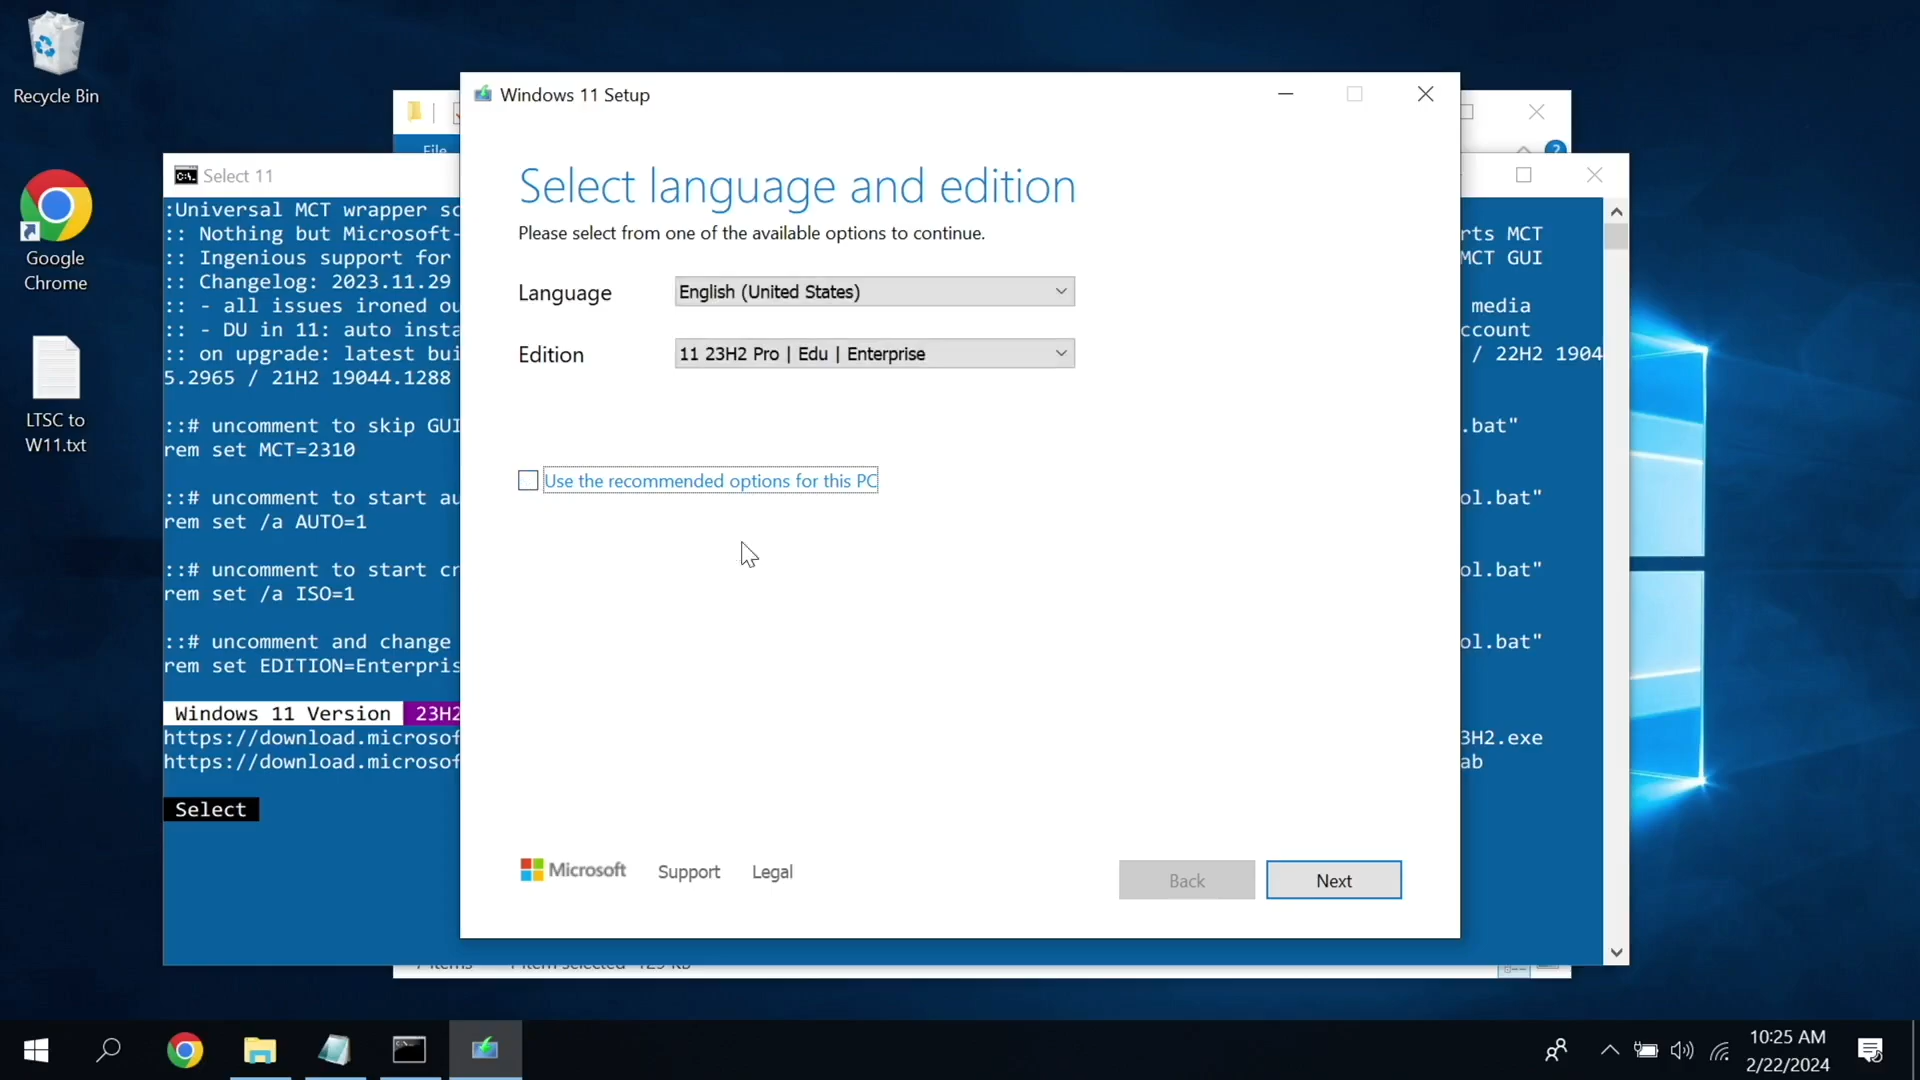 Recycle Bin
Google
Chrome
LTSC to
W11.txt
File
Select 11
:Universal MCT wrapper sc
:: Nothing but Microsoft-
:: Ingenious support for
:: Changelog: 2023.11.29
:: - all issues ironed ou
:: - DU in 11: auto insta
:: on upgrade: latest bui
5.2965 / 21H2 19044.1288
::# uncomment to skip GUI
rem set MCT=2310
::# uncomment to start au
rem set /a AUTO=1
::# uncomment to start cr
rem set /a ISO=1
::# uncomment and change
rem set EDITION=Enterpris
Windows 11 Version 23H2
https://download.microsof
https://download.microsof
Select
Windows 11 Setup
Select language and edition
Please select from one of the available options to continue.
Language
English (United States)
Edition
11 23H2 Pro | Edu | Enterprise
Use the recommended options for this PC
Microsoft
Support
Legal
Back
Next
?
rts MCT
MCT GUI
media
ccount
/ 22H2 1904
.bat"
ol.bat"
ol.bat"
ol.bat"
3H2.exe
ab
10:25 AM
2/22/2024